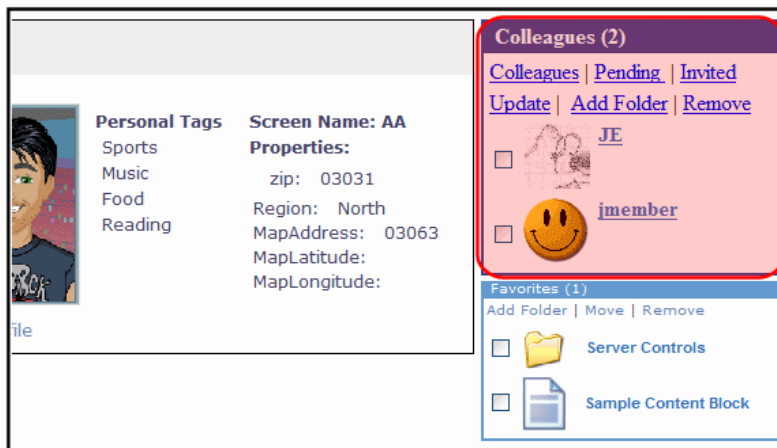 Personal Tags
Sports
Music
Food
Reading
Screen Name: AA
Properties:
zip: 03031
Region: North
MapAddress: 03063
MapLatitude:
MapLongitude:
Colleagues (2)
Colleagues | Pending | Invited
Update | Add Folder | Remove
JE
jmember
Favorites (1)
Add Folder | Move | Remove
Server Controls
Sample Content Block